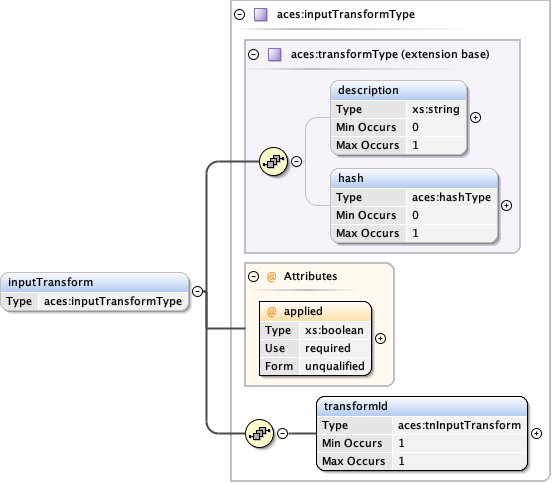 aces:inputTransformType
aces:transformType (extension base)
description
Type xs:string
Min Occurs 0
Max Occurs 1
hash
Type aces:hashType
Min Occurs 0
Max Occurs 1
inputTransform
Type aces:inputTransformType
@ Attributes
@ applied
Type xs:boolean
Use required
Form unqualified
transformId
Type aces:tnInputTransform
Min Occurs 1
Max Occurs 1